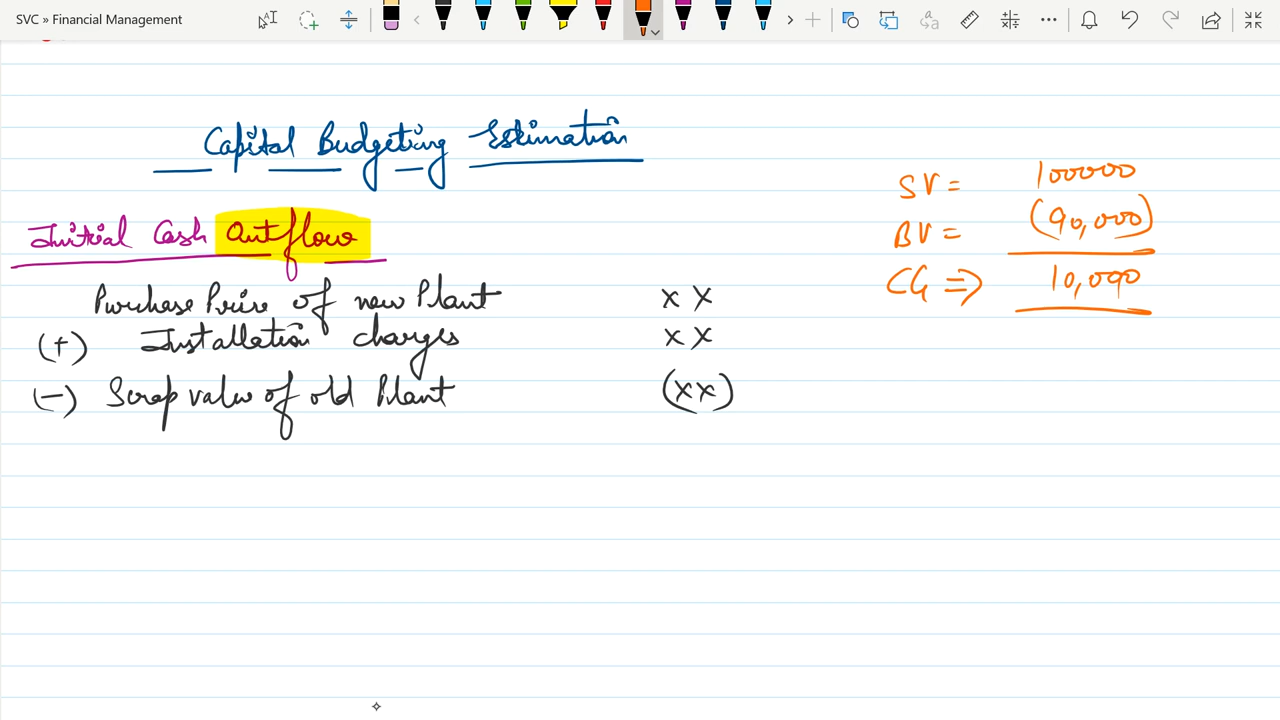 SVC » Financial Management
Capital Budgeting Estimation
Initial Cash Outflow
Purchase Price of new Plant XX
(+) Installation charges XX
(-) Scrap value of old Plant (XX)
SV = 100000
BV = (90,000)
CG ⇒ 10,000